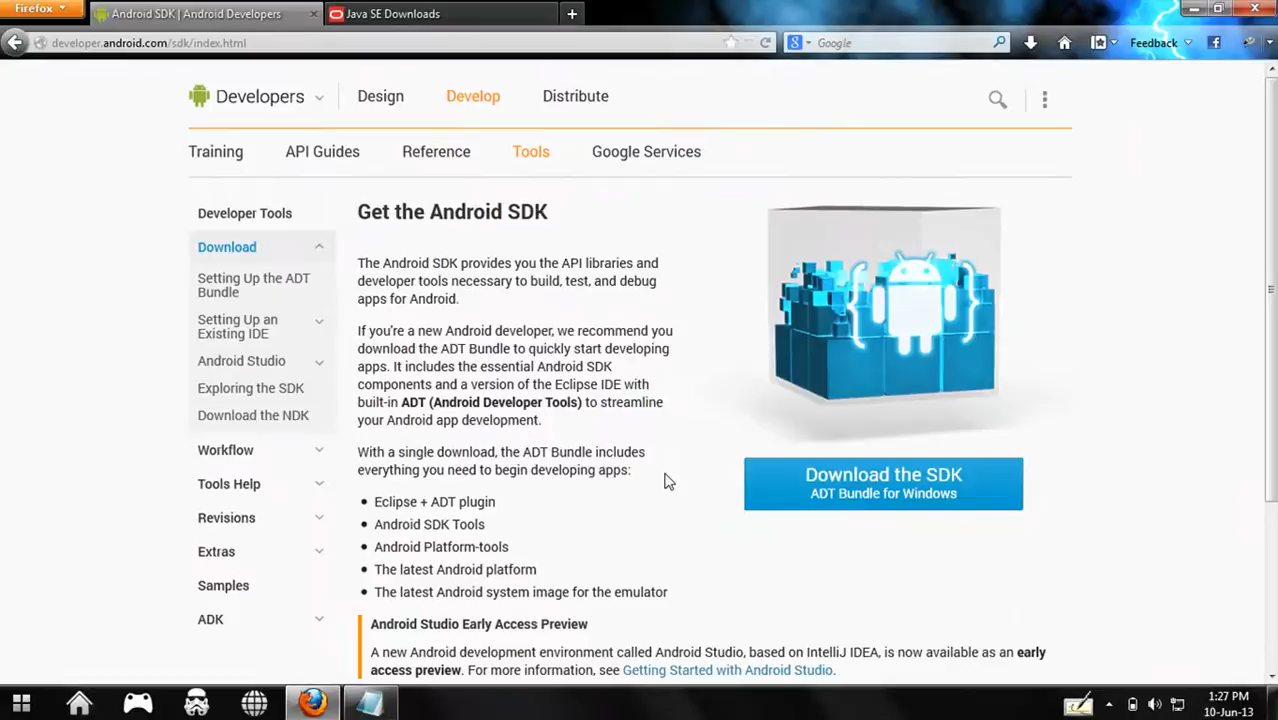 Firefox
Android SDK | Android Developers
Java SE Downloads
developer.android.com/sdk/index.html
Google
Feedback
Developers
Design
Develop
Distribute
Training
API Guides
Reference
Tools
Google Services
Developer Tools
Download
Setting Up the ADT
Bundle
Setting Up an
Existing IDE
Android Studio
Exploring the SDK
Download the NDK
Workflow
Tools Help
Revisions
Extras
Samples
ADK
Get the Android SDK
The Android SDK provides you the API libraries and
developer tools necessary to build, test, and debug
apps for Android.
If you're a new Android developer, we recommend you
download the ADT Bundle to quickly start developing
apps. It includes the essential Android SDK
components and a version of the Eclipse IDE with
built-in ADT (Android Developer Tools) to streamline
your Android app development.
With a single download, the ADT Bundle includes
everything you need to begin developing apps:
• Eclipse + ADT plugin
• Android SDK Tools
• Android Platform-tools
• The latest Android platform
• The latest Android system image for the emulator
Download the SDK
ADT Bundle for Windows
Android Studio Early Access Preview
A new Android development environment called Android Studio, based on IntelliJ IDEA, is now available as an early
access preview. For more information, see Getting Started with Android Studio.
1:27 PM
10-Jun-13